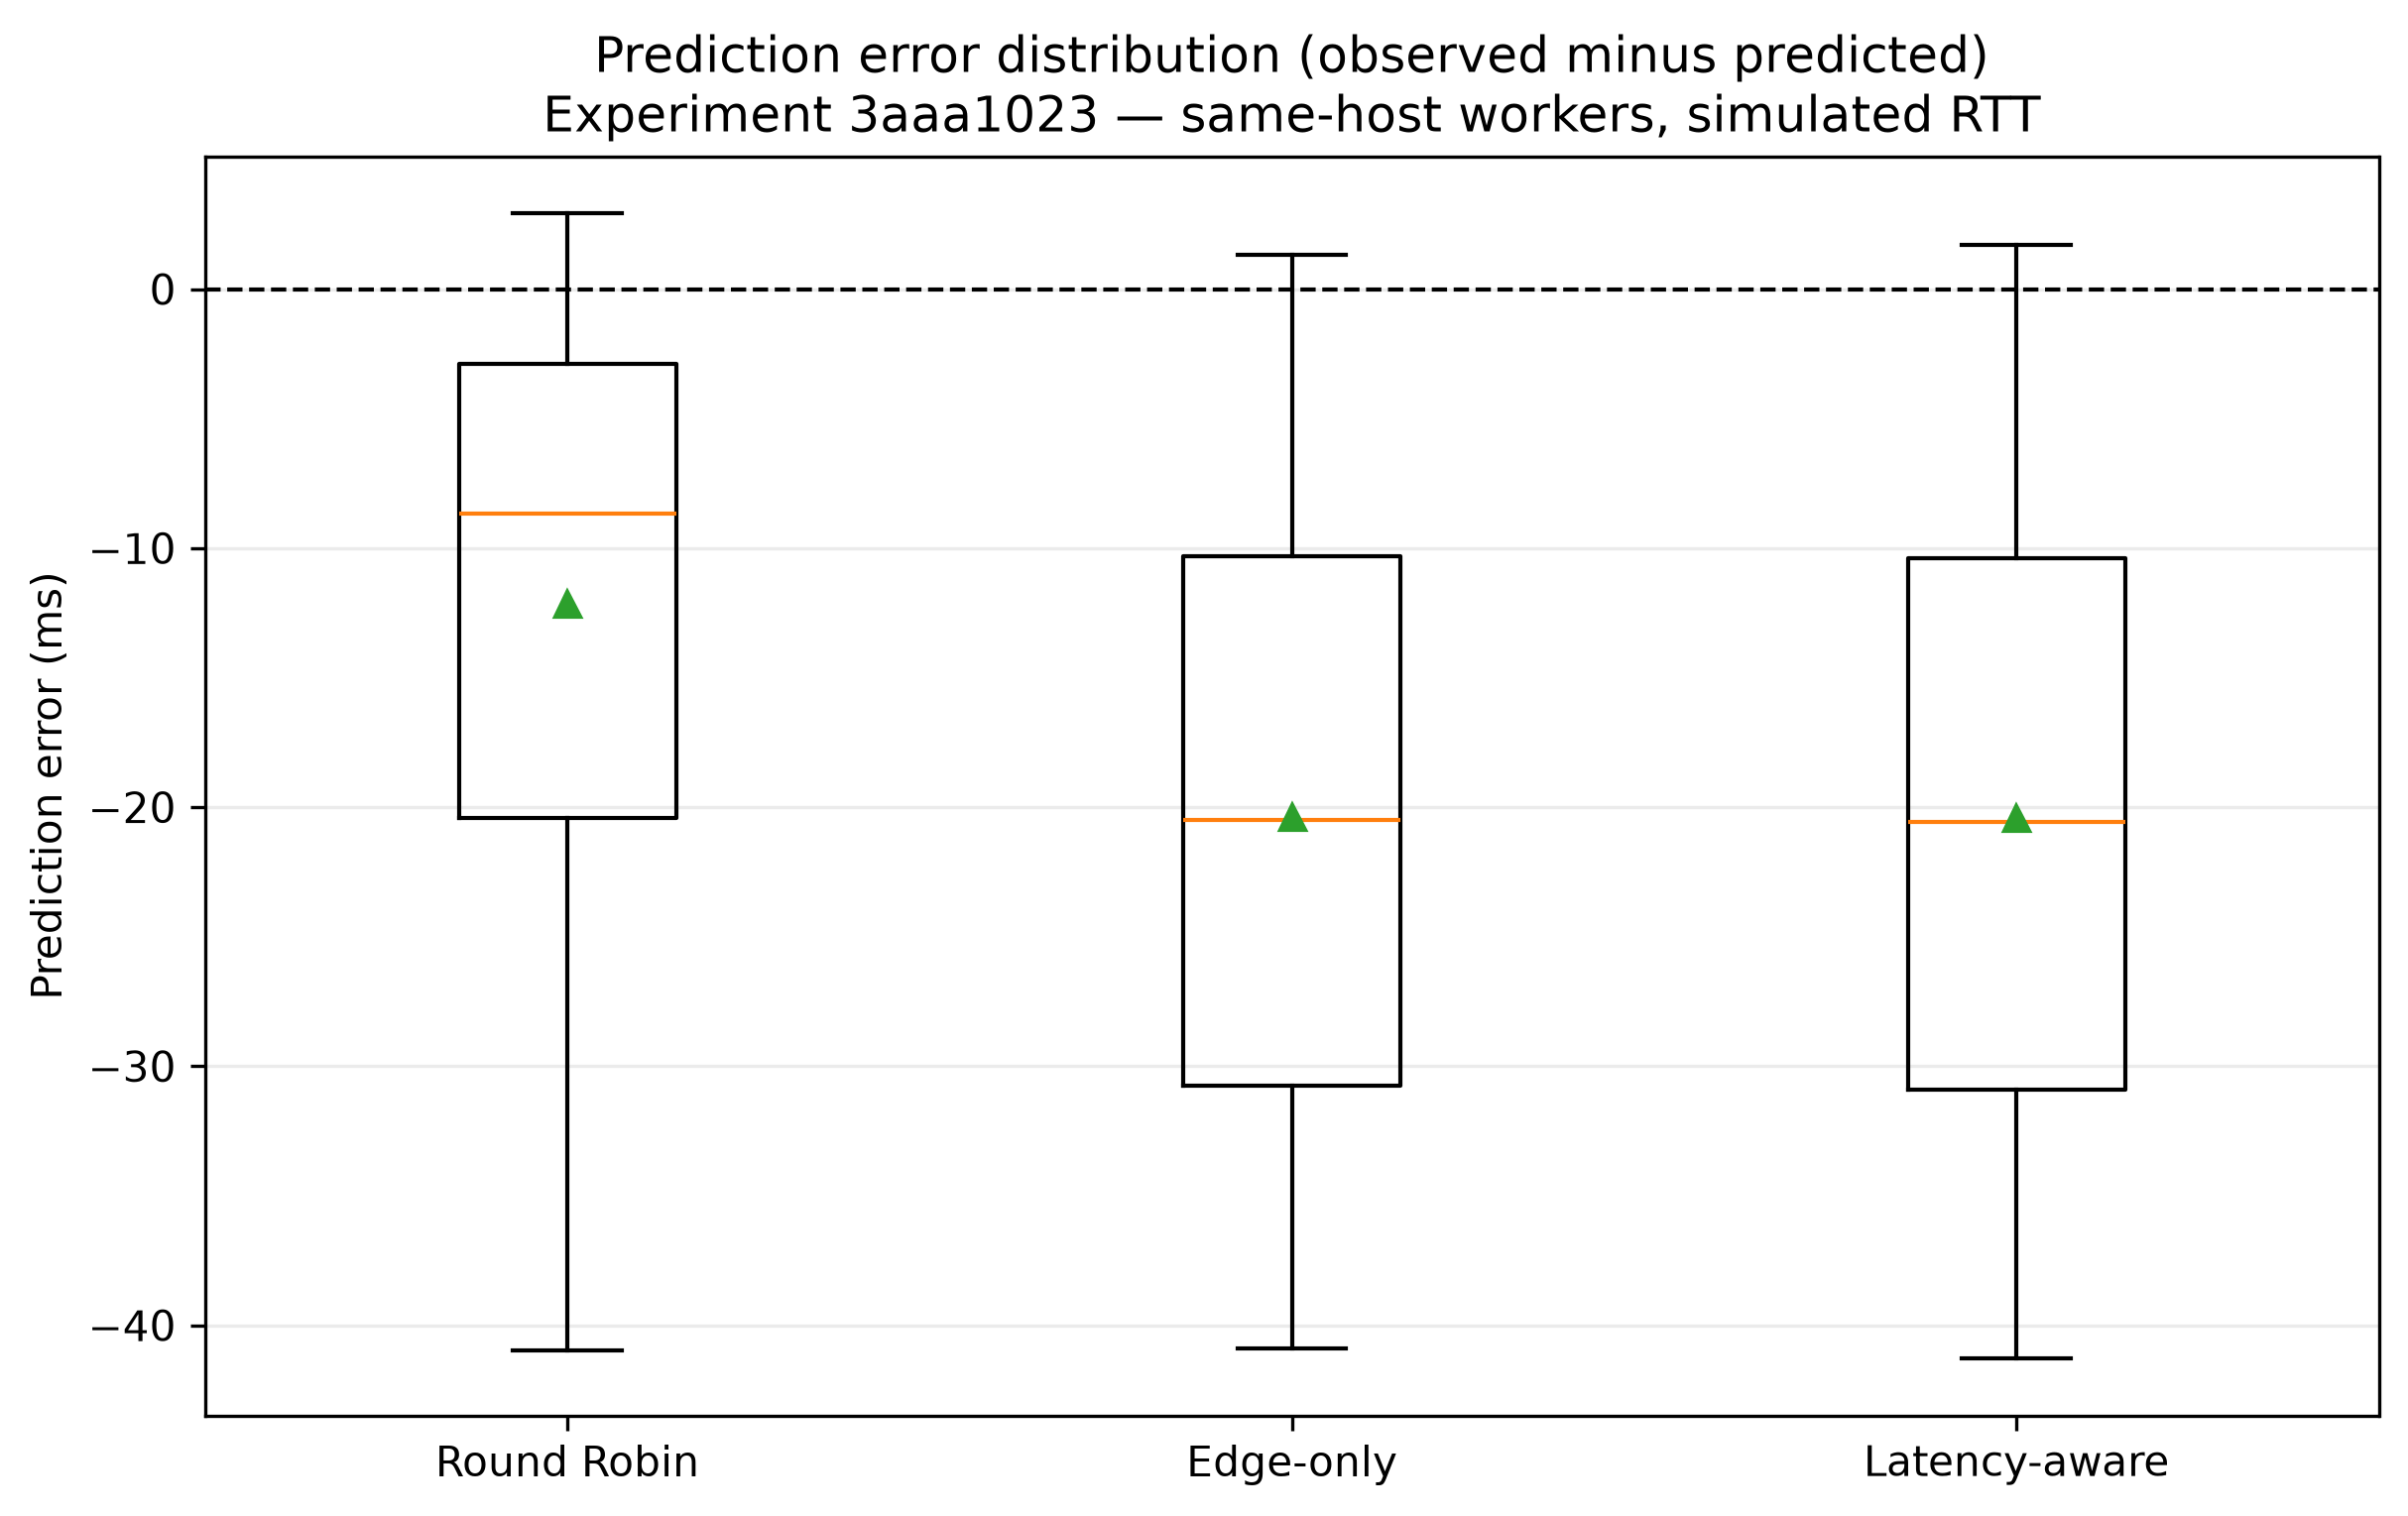 Prediction error distribution (observed minus predicted)
Experiment 3aaa1023 — same-host workers, simulated RTT
Prediction error (ms)
0
−10
−20
−30
−40
Round Robin
Edge-only
Latency-aware